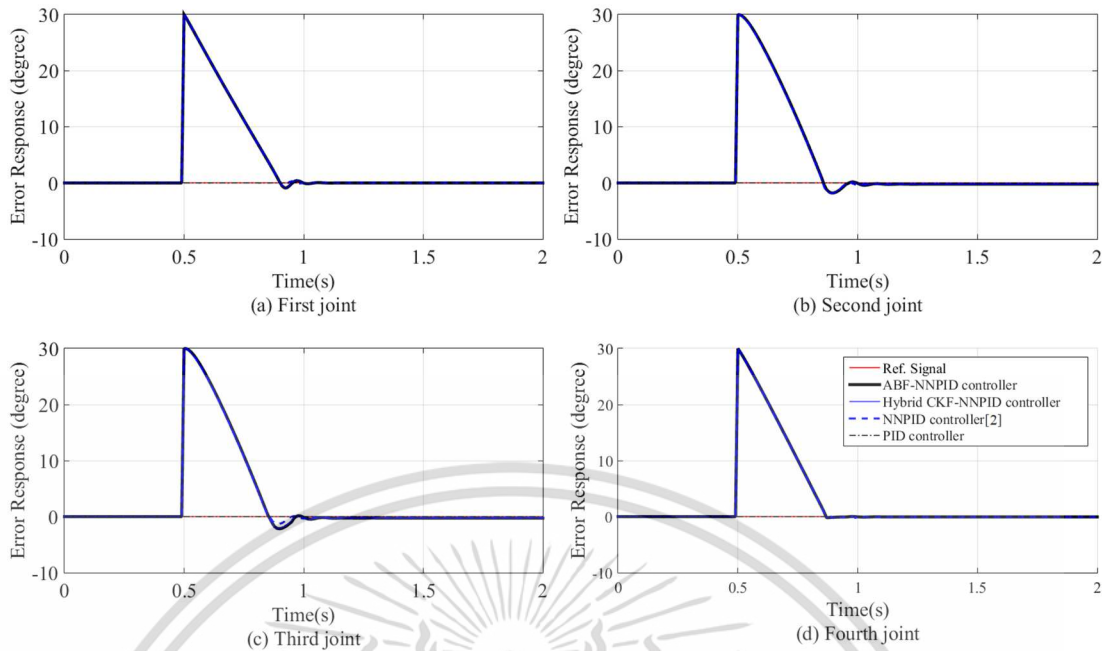 30
20
10
0
-10
Error Response (degree)
0 0.5 1 1.5 2
Time(s)
(a) First joint
30
20
10
0
-10
Error Response (degree)
0 0.5 1 1.5 2
Time(s)
(b) Second joint
30
20
10
0
-10
Error Response (degree)
0 0.5 1 1.5 2
Time(s)
(c) Third joint
30
20
10
0
-10
Error Response (degree)
Ref. Signal
ABF-NNPID controller
Hybrid CKF-NNPID controller
NNPID controller[2]
PID controller
0 0.5 1 1.5 2
Time(s)
(d) Fourth joint